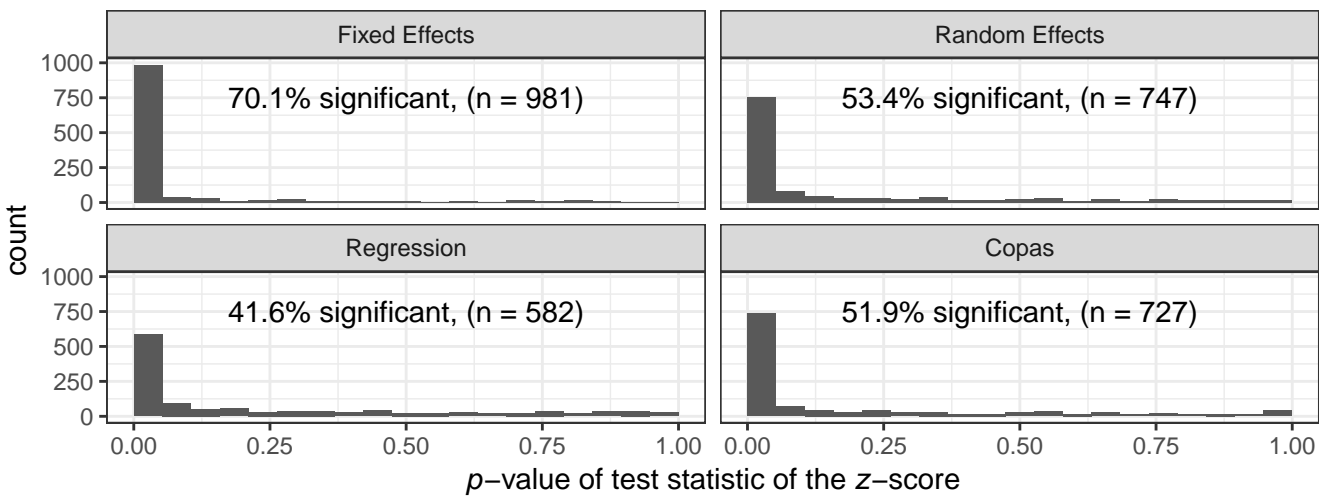 Fixed Effects
Random Effects
1000
750
500
250
0
70.1% significant, (n = 981)
53.4% significant, (n = 747)
Regression
Copas
1000
750
500
250
0
41.6% significant, (n = 582)
51.9% significant, (n = 727)
0.00 0.25 0.50 0.75 1.00
0.00 0.25 0.50 0.75 1.00
count
p−value of test statistic of the z−score